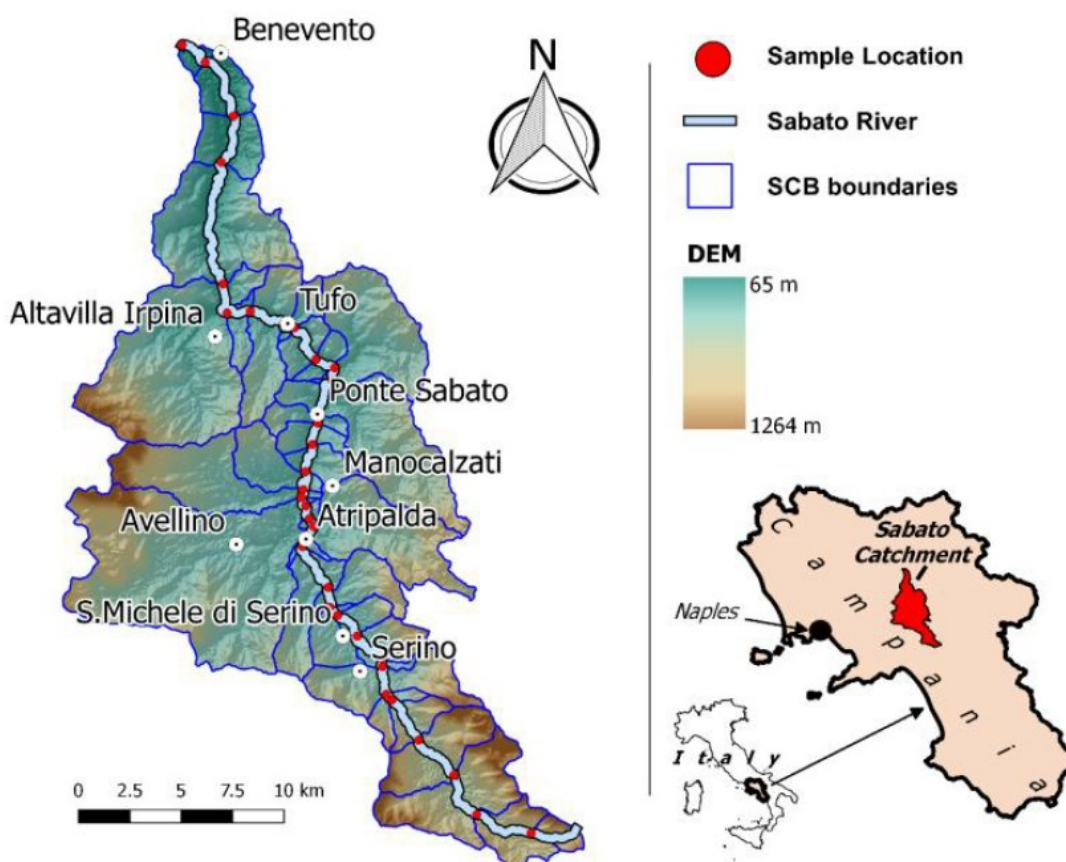 Benevento
Altavilla Irpina
Tufo
Ponte Sabato
Manocalzati
Avellino
Atripalda
S.Michele di Serino
Serino
0 2.5 5 7.5 10 km
N
Sample Location
Sabato River
SCB boundaries
DEM
65 m
1264 m
Sabato
Catchment
Naples
Campania
Italy